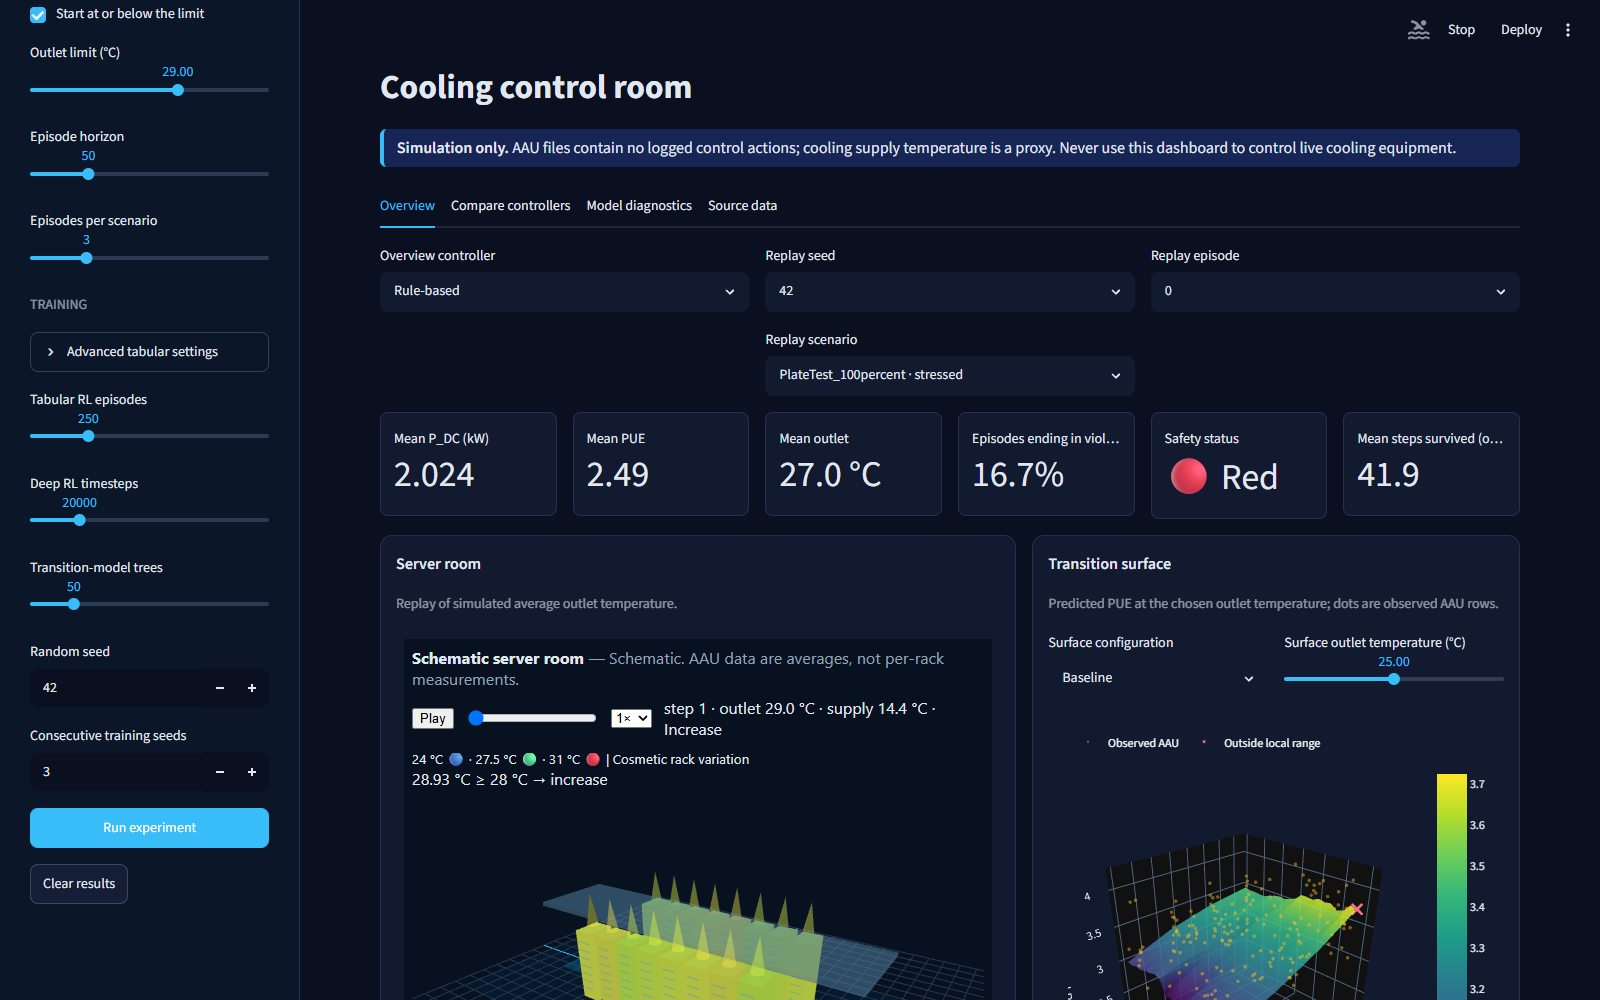 Start at or below the limit
Outlet limit (°C)
29.00
Episode horizon
50
Episodes per scenario
3
TRAINING
Advanced tabular settings
Tabular RL episodes
250
Deep RL timesteps
20000
Transition-model trees
50
Random seed
42
Consecutive training seeds
3
Run experiment
Clear results
Stop
Deploy
Cooling control room
Simulation only. AAU files contain no logged control actions; cooling supply temperature is a proxy. Never use this dashboard to control live cooling equipment.
Overview
Compare controllers
Model diagnostics
Source data
Overview controller
Rule-based
Replay seed
42
Replay episode
0
Replay scenario
PlateTest_100percent · stressed
Mean P_DC (kW)
2.024
Mean PUE
2.49
Mean outlet
27.0 °C
Episodes ending in viol...
16.7%
Safety status
Red
Mean steps survived (o...
41.9
Server room
Replay of simulated average outlet temperature.
Schematic server room — Schematic. AAU data are averages, not per-rack
measurements.
Play
1×
step 1 · outlet 29.0 °C · supply 14.4 °C ·
Increase
24 °C · 27.5 °C · 31 °C | Cosmetic rack variation
28.93 °C ≥ 28 °C → increase
Transition surface
Predicted PUE at the chosen outlet temperature; dots are observed AAU rows.
Surface configuration
Baseline
Surface outlet temperature (°C)
25.00
Observed AAU
Outside local range
3.7
3.6
3.5
3.4
3.3
3.2
4
3.5
3